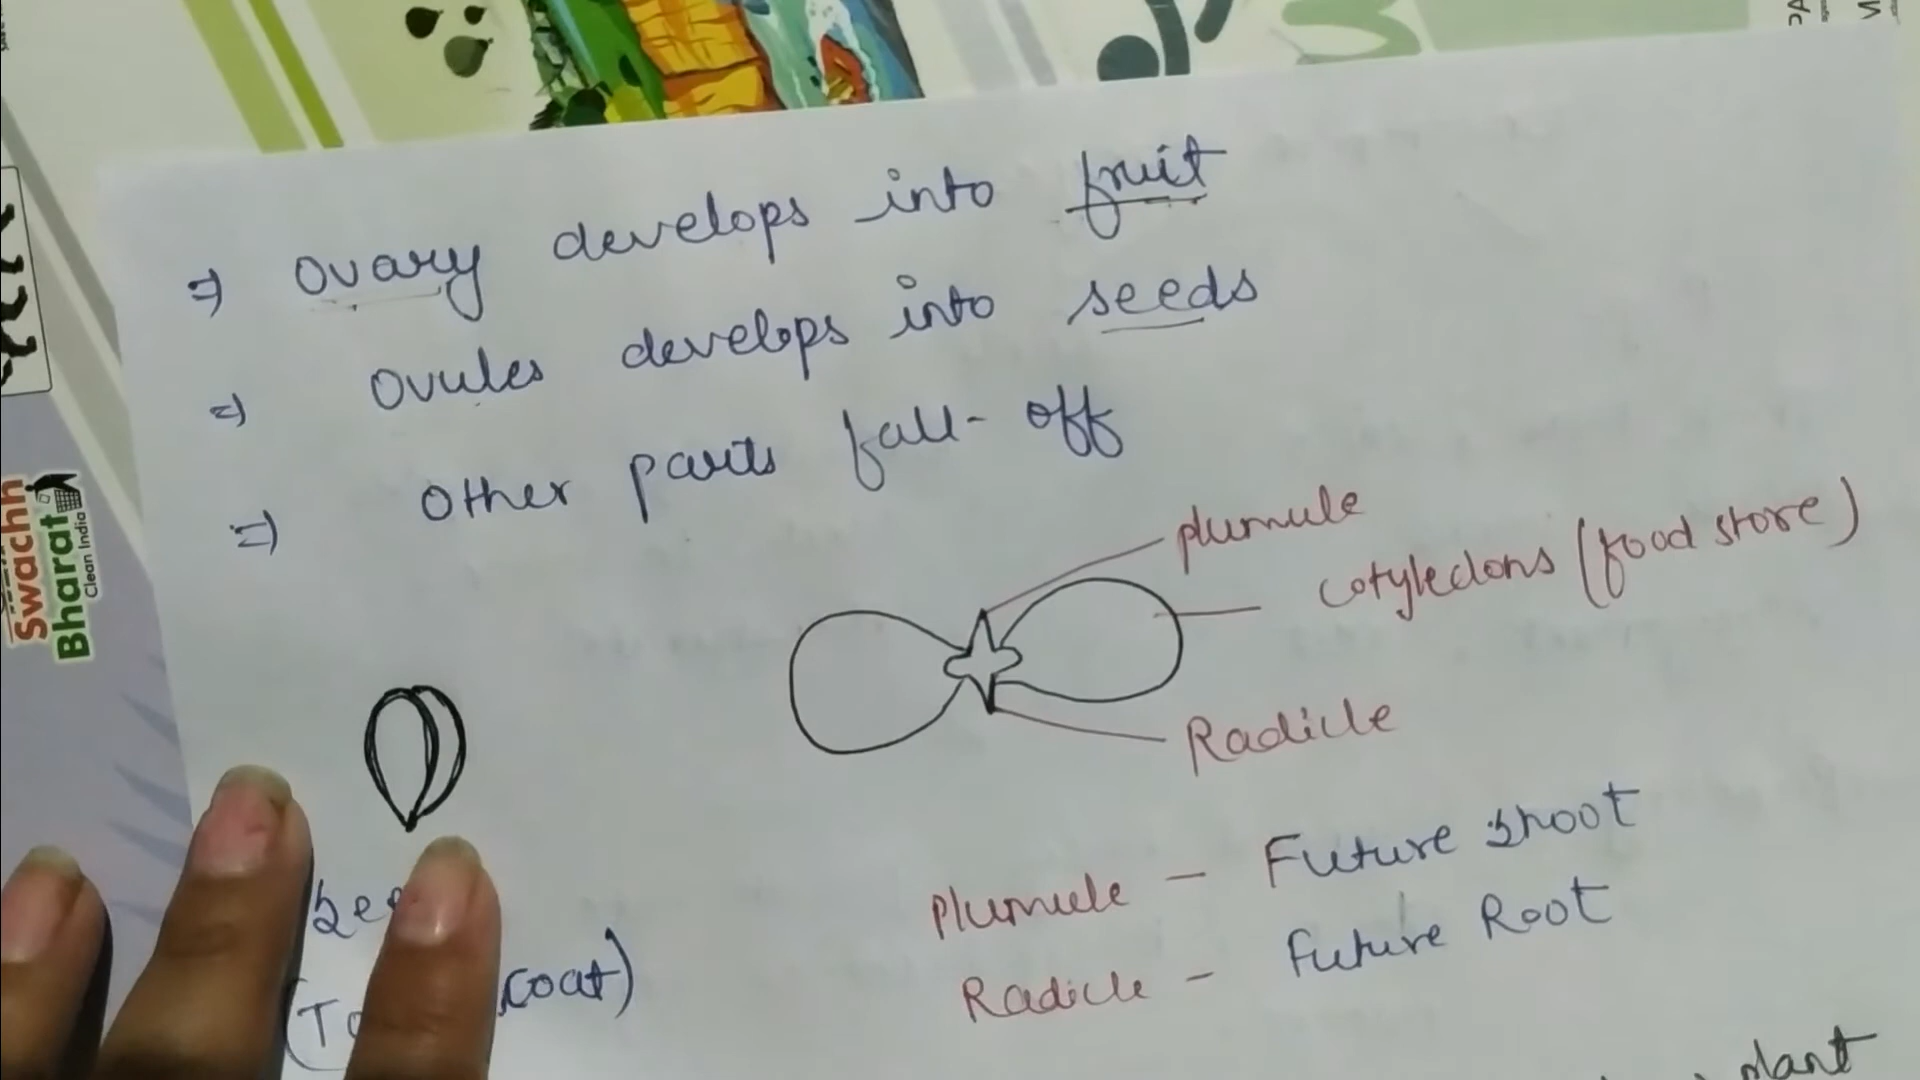 => Ovary develops into fruit
=> Ovules develops into seeds
=> Other parts fall-off
plumule
cotyledons (food store)
Radicle
Plumule - Future shoot
Radicle - Future Root
coat)
plant
Swachh
Bharat
Clean India